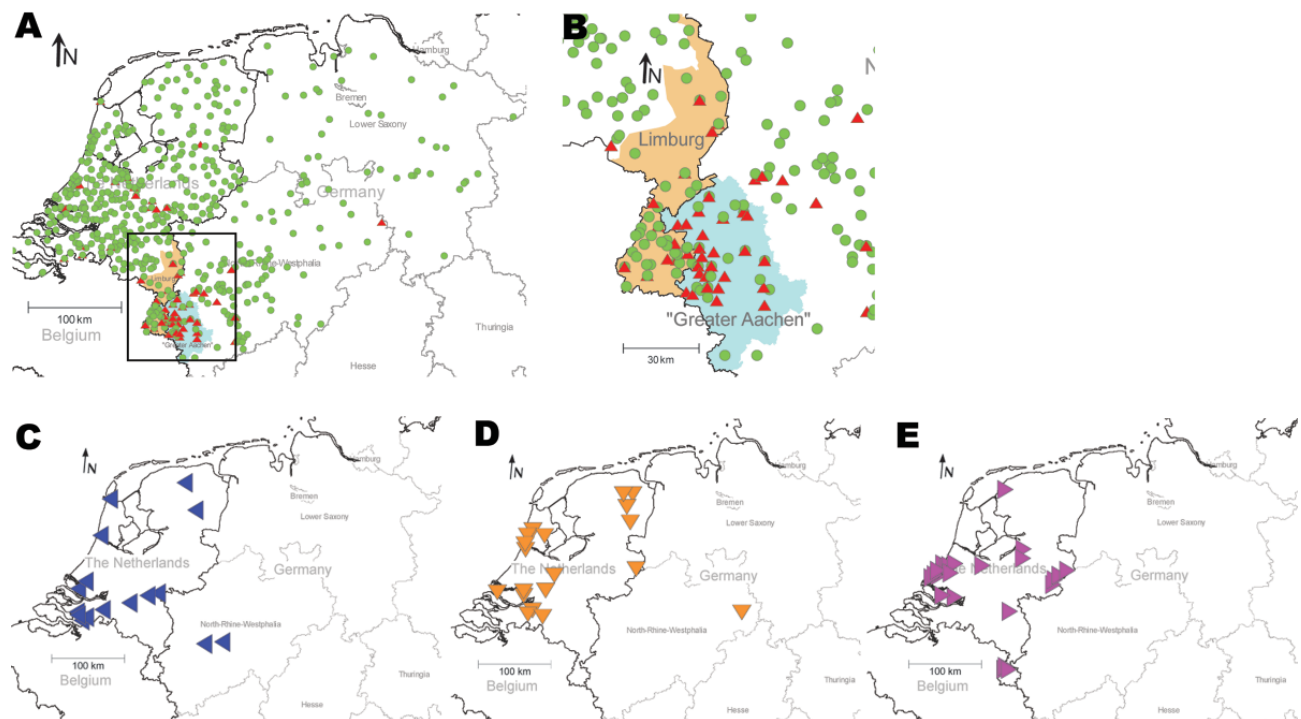 A
N
Hamburg
Bremen
Lower Saxony
The Netherlands
Germany
North-Rhine-Westphalia
Limburg
100 km
Belgium
"Greater Aachen"
Thuringia
Hesse
B
N
N
Limburg
"Greater Aachen"
30 km
C
N
Hamburg
Bremen
Lower Saxony
The Netherlands
Germany
North-Rhine-Westphalia
100 km
Belgium
Thuringia
Hesse
D
N
Hamburg
Bremen
Lower Saxony
The Netherlands
Germany
North-Rhine-Westphalia
100 km
Belgium
Thuringia
Hesse
E
N
Hamburg
Bremen
Lower Saxony
The Netherlands
Germany
North-Rhine-Westphalia
100 km
Belgium
Thuringia
Hesse